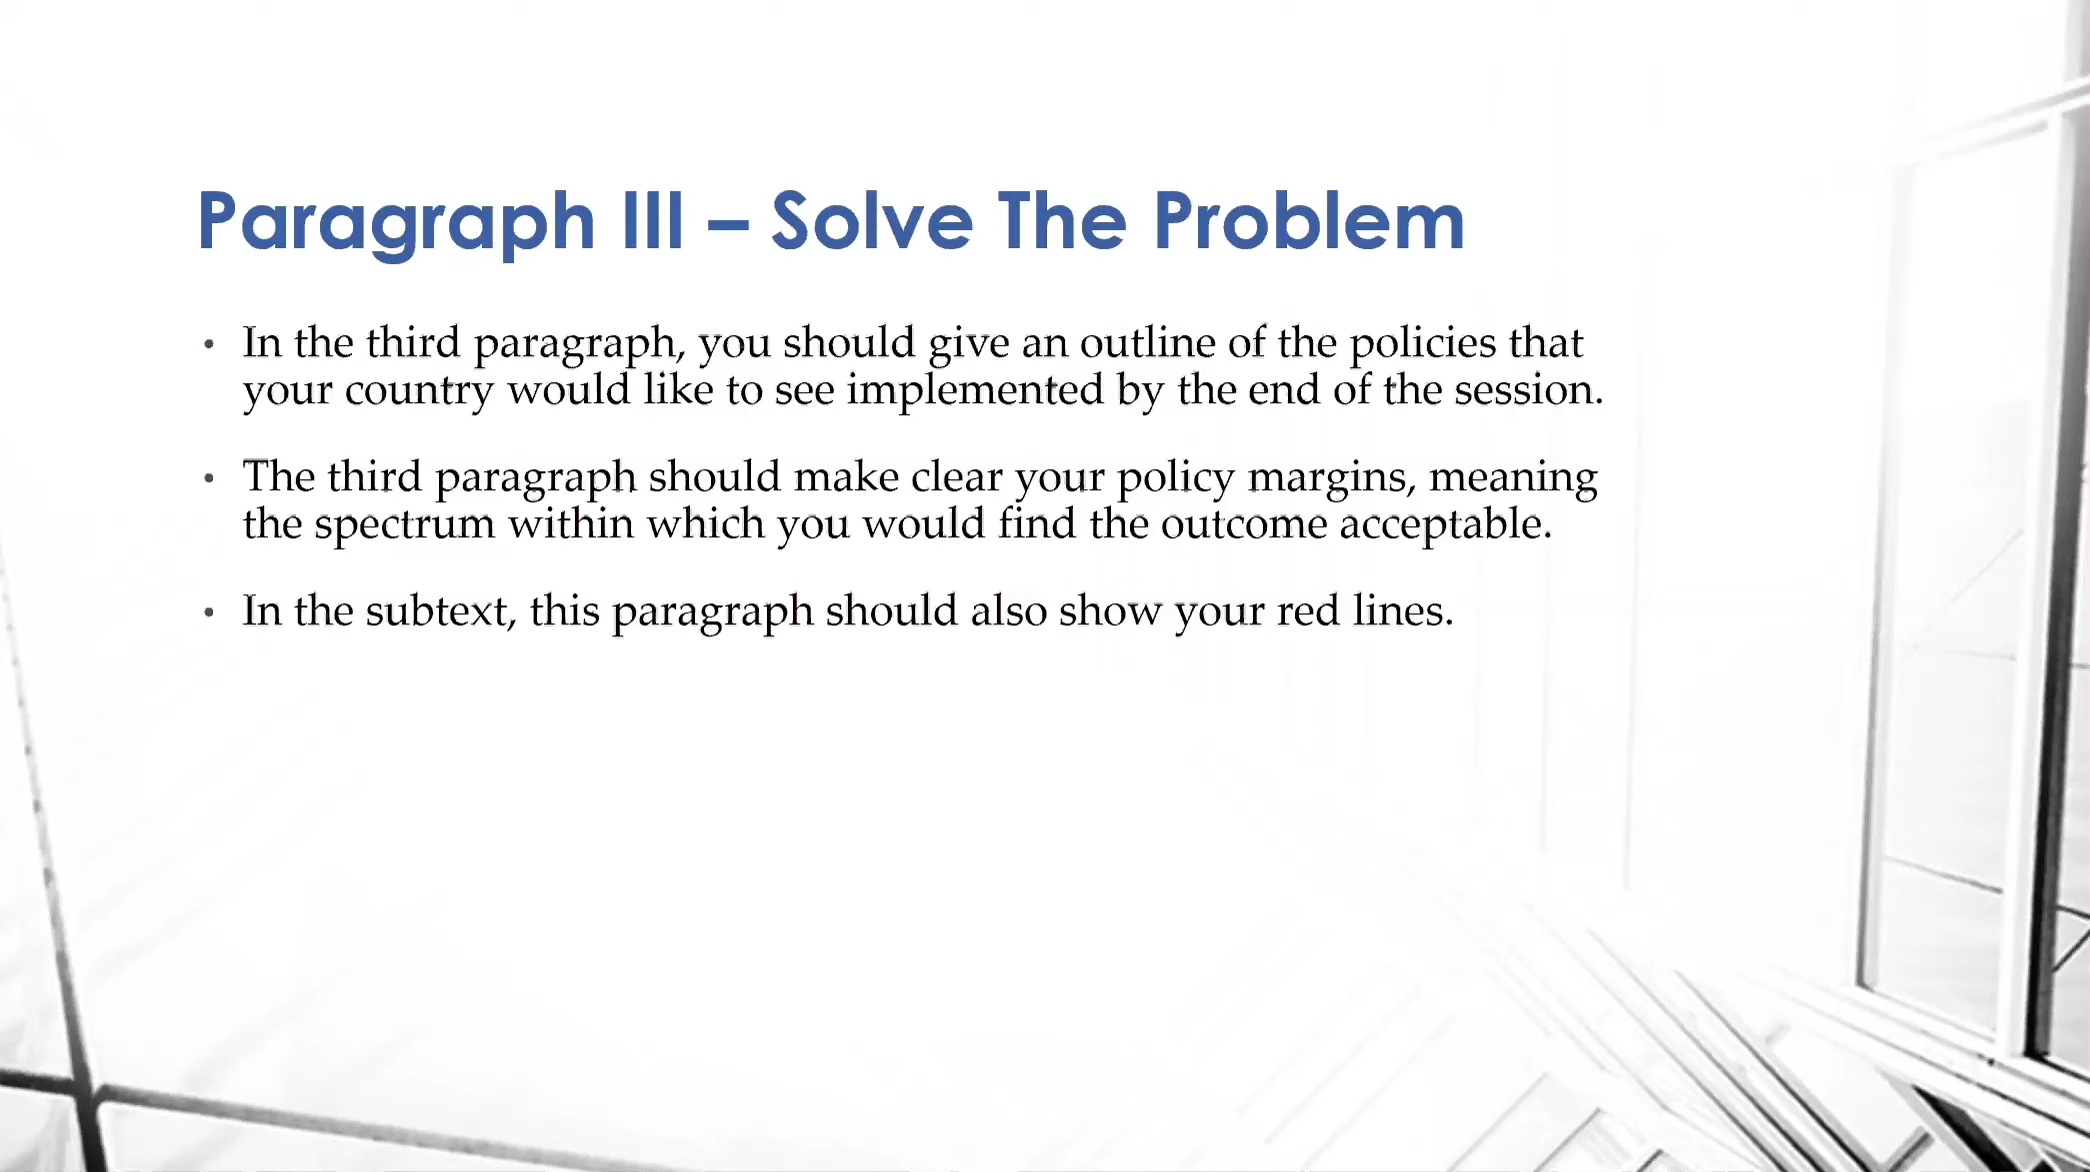 Paragraph III – Solve The Problem
• In the third paragraph, you should give an outline of the policies that
your country would like to see implemented by the end of the session.
• The third paragraph should make clear your policy margins, meaning
the spectrum within which you would find the outcome acceptable.
• In the subtext, this paragraph should also show your red lines.